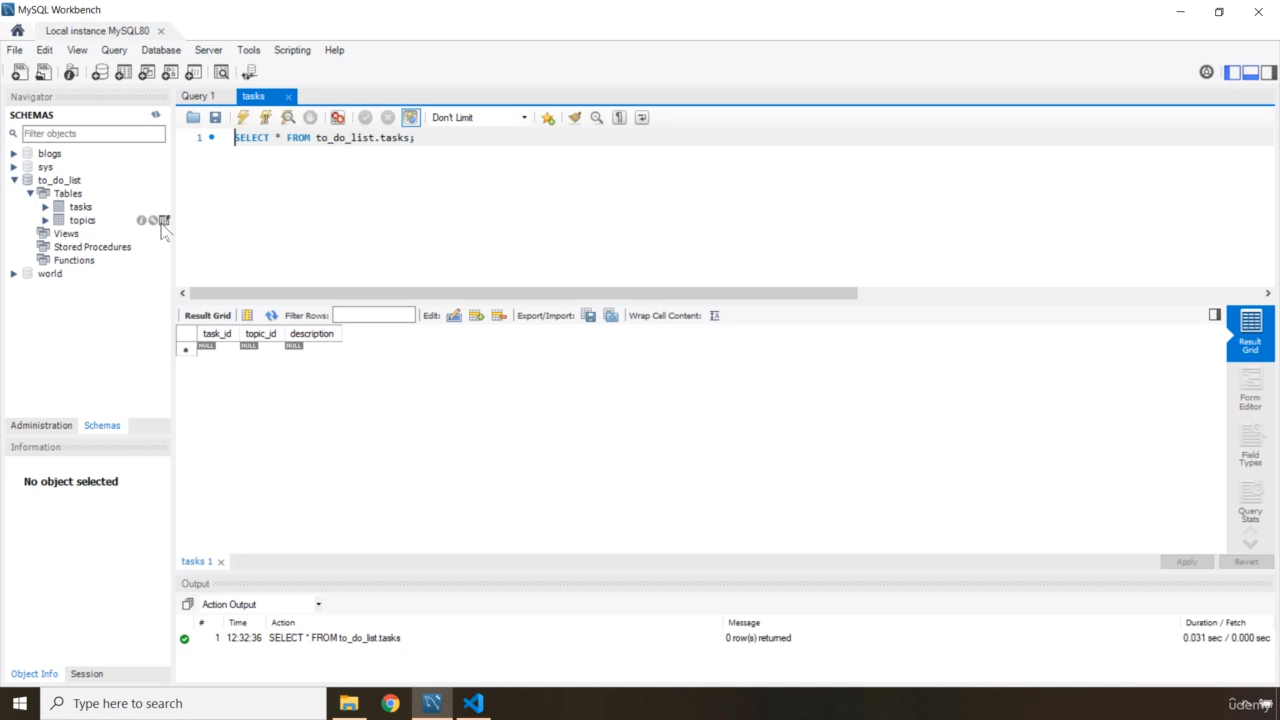 MySQL Workbench
Local instance MySQL80
File Edit View Query Database Server Tools Scripting Help
Navigator
SCHEMAS
Filter objects
blogs
sys
to_do_list
Tables
tasks
topics
Views
Stored Procedures
Functions
world
Administration Schemas
Information
No object selected
Object Info Session
Query 1 tasks
Don't Limit
1 SELECT * FROM to_do_list.tasks;
Result Grid Filter Rows: Edit: Export/Import: Wrap Cell Content:
task_id topic_id description
NULL NULL NULL
Result Grid
Form Editor
Field Types
Query Stats
tasks 1 Apply Revert
Output
Action Output
# Time Action Message Duration / Fetch
1 12:32:36 SELECT * FROM to_do_list.tasks 0 row(s) returned 0.031 sec / 0.000 sec
Type here to search
udemy